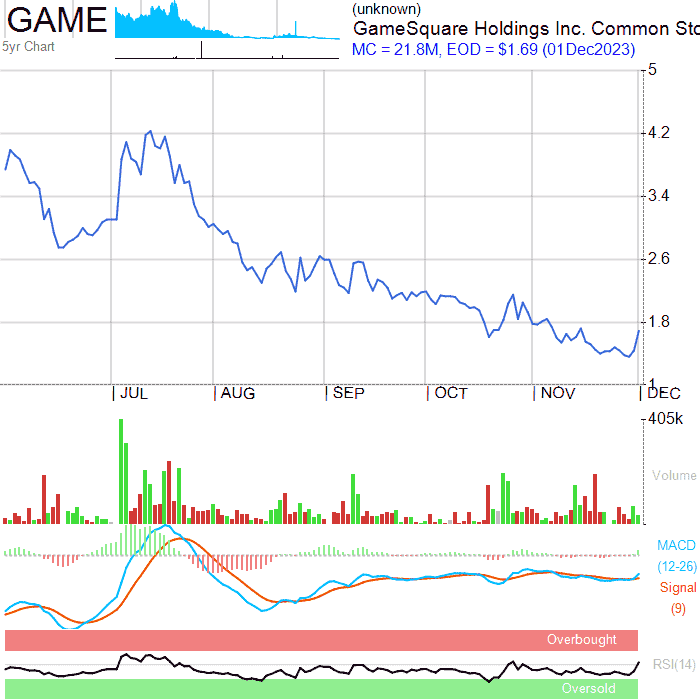 GAME
5yr Chart
(unknown)
GameSquare Holdings Inc. Common Sto
MC = 21.8M, EOD = $1.69 (01Dec2023)
5
4.2
3.4
2.6
1.8
1
JUL AUG SEP OCT NOV DEC
405k
Volume
MACD
(12-26)
Signal
(9)
Overbought
RSI(14)
Oversold